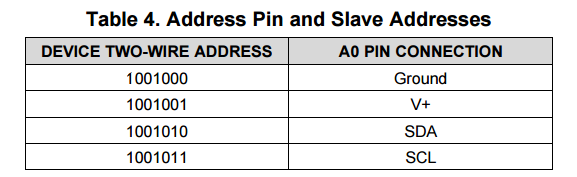 Table 4. Address Pin and Slave Addresses
DEVICE TWO-WIRE ADDRESS A0 PIN CONNECTION
1001000 Ground
1001001 V+
1001010 SDA
1001011 SCL